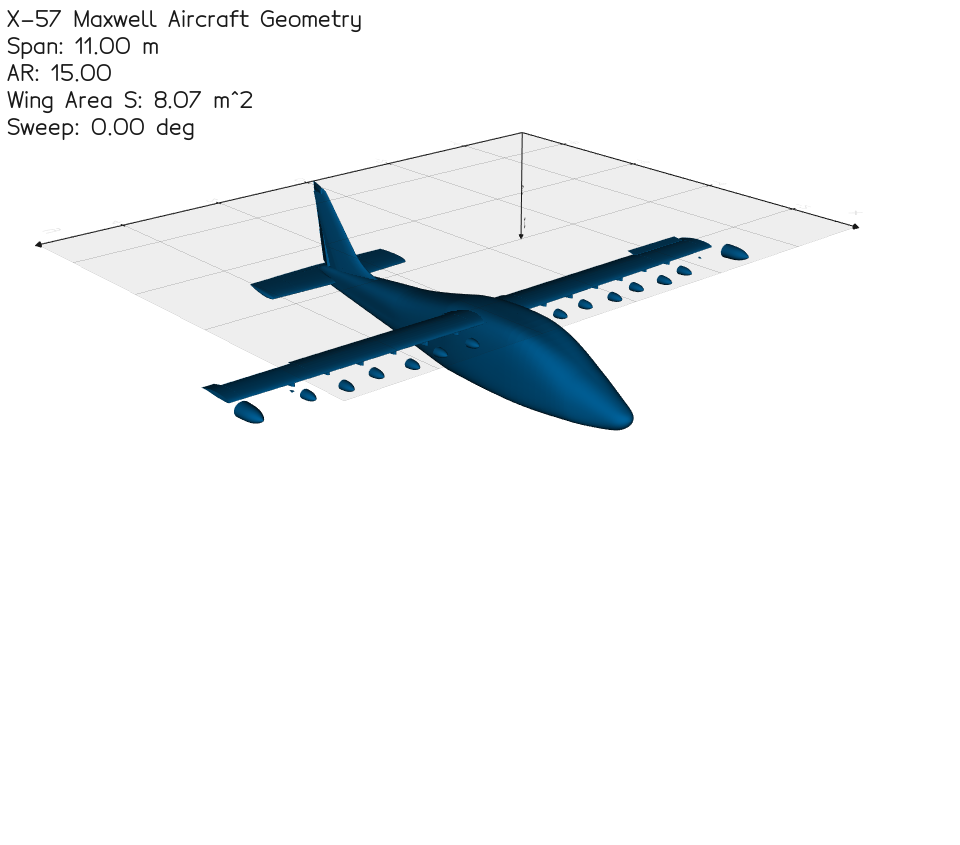 X-57 Maxwell Aircraft Geometry
Span: 11.00 m
AR: 15.00
Wing Area S: 8.07 m^2
Sweep: 0.00 deg